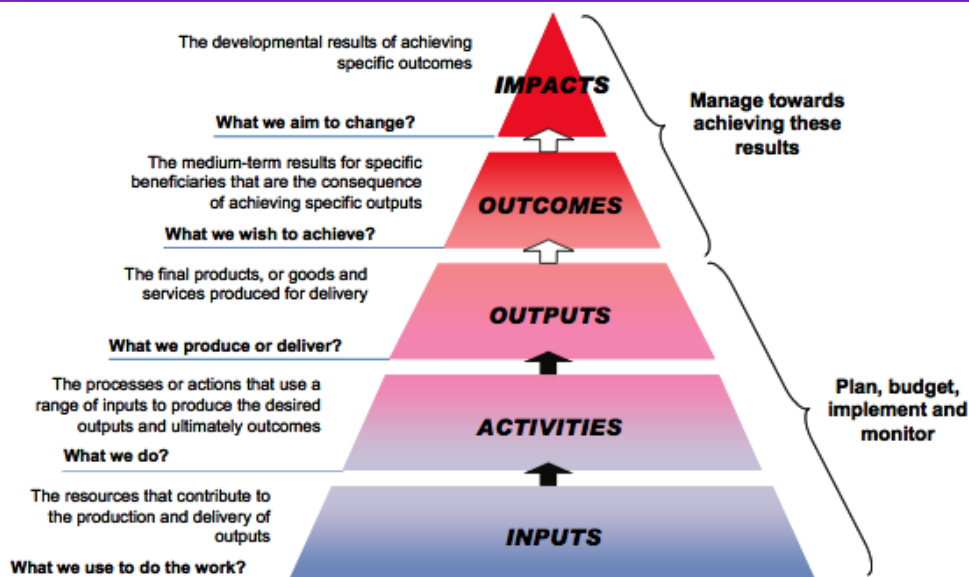 The developmental results of achieving
specific outcomes
IMPACTS
What we aim to change?
Manage towards
achieving these
results
The medium-term results for specific
beneficiaries that are the consequence
of achieving specific outputs
OUTCOMES
What we wish to achieve?
The final products, or goods and
services produced for delivery
OUTPUTS
What we produce or deliver?
The processes or actions that use a
range of inputs to produce the desired
outputs and ultimately outcomes
ACTIVITIES
What we do?
Plan, budget,
implement and
monitor
The resources that contribute to
the production and delivery of
outputs
INPUTS
What we use to do the work?